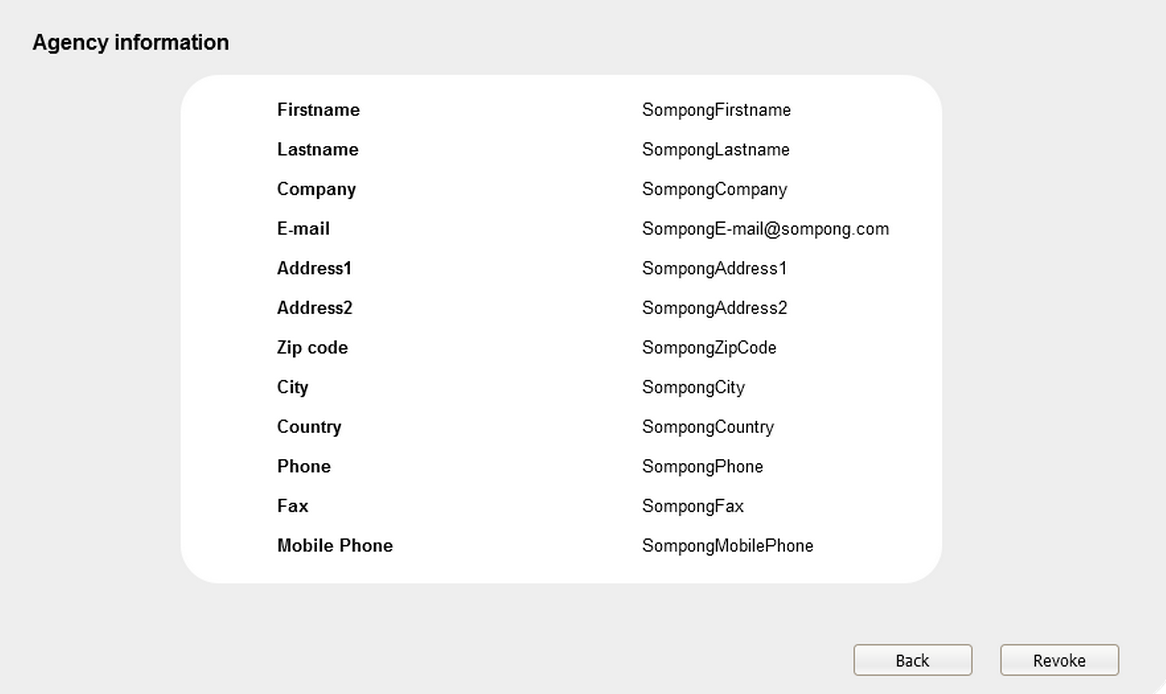 Agency information
Firstname SompongFirstname
Lastname SompongLastname
Company SompongCompany
E-mail SompongE-mail@sompong.com
Address1 SompongAddress1
Address2 SompongAddress2
Zip code SompongZipCode
City SompongCity
Country SompongCountry
Phone SompongPhone
Fax SompongFax
Mobile Phone SompongMobilePhone
Back Revoke